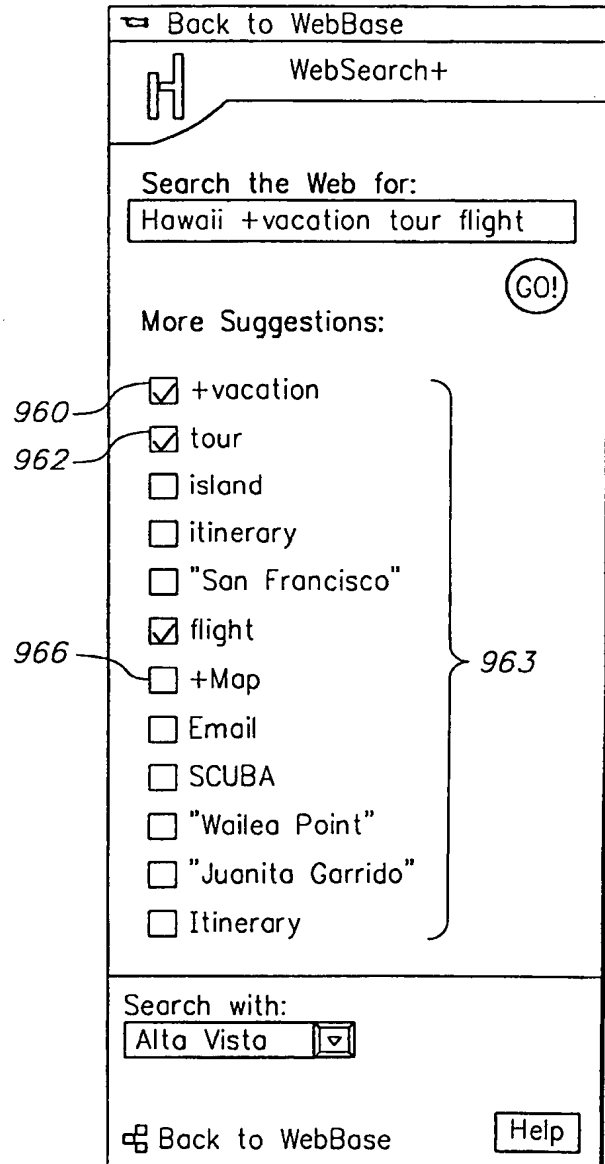 Back to WebBase
WebSearch+
Search the Web for:
Hawaii +vacation tour flight
GO!
More Suggestions:
960
+vacation
962
tour
island
itinerary
"San Francisco"
flight
966
+Map
963
Email
SCUBA
"Wailea Point"
"Juanita Garrido"
Itinerary
Search with:
Alta Vista
Back to WebBase
Help